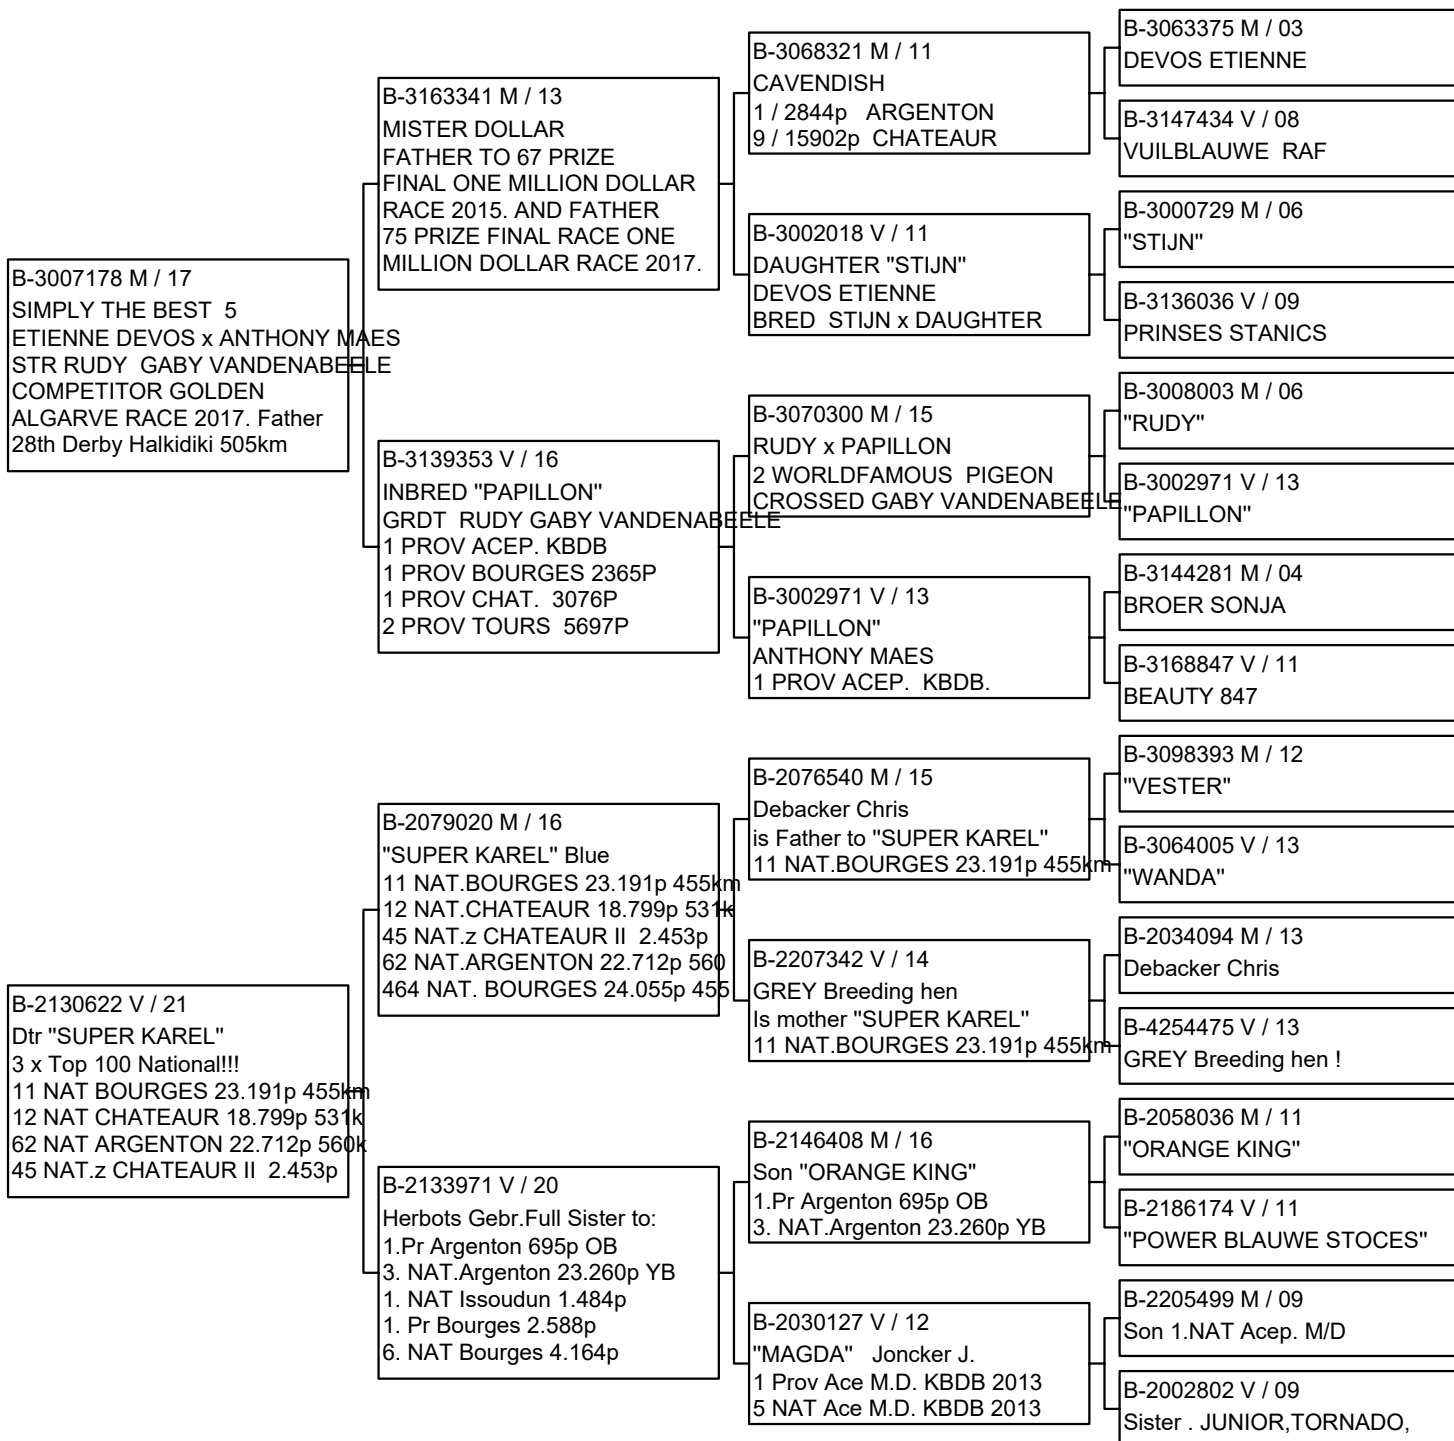 B-3007178 M / 17
SIMPLY THE BEST 5
ETIENNE DEVOS x ANTHONY MAES
STR RUDY GABY VANDENABEELE
COMPETITOR GOLDEN
ALGARVE RACE 2017. Father
28th Derby Halkidiki 505km
B-2130622 V / 21
Dtr "SUPER KAREL"
3 x Top 100 National!!!
11 NAT BOURGES 23.191p 455km
12 NAT CHATEAUR 18.799p 531k
62 NAT ARGENTON 22.712p 560k
45 NAT.z CHATEAUR II 2.453p
B-3163341 M / 13
MISTER DOLLAR
FATHER TO 67 PRIZE
FINAL ONE MILLION DOLLAR
RACE 2015. AND FATHER
75 PRIZE FINAL RACE ONE
MILLION DOLLAR RACE 2017.
B-3139353 V / 16
INBRED "PAPILLON"
GRDT RUDY GABY VANDENABEELE
1 PROV ACEP. KBDB
1 PROV BOURGES 2365P
1 PROV CHAT. 3076P
2 PROV TOURS 5697P
B-2079020 M / 16
"SUPER KAREL" Blue
11 NAT.BOURGES 23.191p 455km
12 NAT.CHATEAUR 18.799p 531k
45 NAT.z CHATEAUR II 2.453p
62 NAT.ARGENTON 22.712p 560
464 NAT. BOURGES 24.055p 455
B-2133971 V / 20
Herbots Gebr.Full Sister to:
1.Pr Argenton 695p OB
3. NAT.Argenton 23.260p YB
1. NAT Issoudun 1.484p
1. Pr Bourges 2.588p
6. NAT Bourges 4.164p
B-3068321 M / 11
CAVENDISH
1 / 2844p ARGENTON
9 / 15902p CHATEAUR
B-3002018 V / 11
DAUGHTER "STIJN"
DEVOS ETIENNE
BRED STIJN x DAUGHTER
B-3070300 M / 15
RUDY x PAPILLON
2 WORLDFAMOUS PIGEON
CROSSED GABY VANDENABEELE
B-3002971 V / 13
"PAPILLON"
ANTHONY MAES
1 PROV ACEP. KBDB.
B-2076540 M / 15
Debacker Chris
is Father to "SUPER KAREL"
11 NAT.BOURGES 23.191p 455km
B-2207342 V / 14
GREY Breeding hen
Is mother "SUPER KAREL"
11 NAT.BOURGES 23.191p 455km
B-2146408 M / 16
Son "ORANGE KING"
1.Pr Argenton 695p OB
3. NAT.Argenton 23.260p YB
B-2030127 V / 12
"MAGDA" Joncker J.
1 Prov Ace M.D. KBDB 2013
5 NAT Ace M.D. KBDB 2013
B-3063375 M / 03
DEVOS ETIENNE
B-3147434 V / 08
VUILBLAUWE RAF
B-3000729 M / 06
"STIJN"
B-3136036 V / 09
PRINSES STANICS
B-3008003 M / 06
"RUDY"
B-3002971 V / 13
"PAPILLON"
B-3144281 M / 04
BROER SONJA
B-3168847 V / 11
BEAUTY 847
B-3098393 M / 12
"VESTER"
B-3064005 V / 13
"WANDA"
B-2034094 M / 13
Debacker Chris
B-4254475 V / 13
GREY Breeding hen !
B-2058036 M / 11
"ORANGE KING"
B-2186174 V / 11
"POWER BLAUWE STOCES"
B-2205499 M / 09
Son 1.NAT Acep. M/D
B-2002802 V / 09
Sister . JUNIOR,TORNADO,